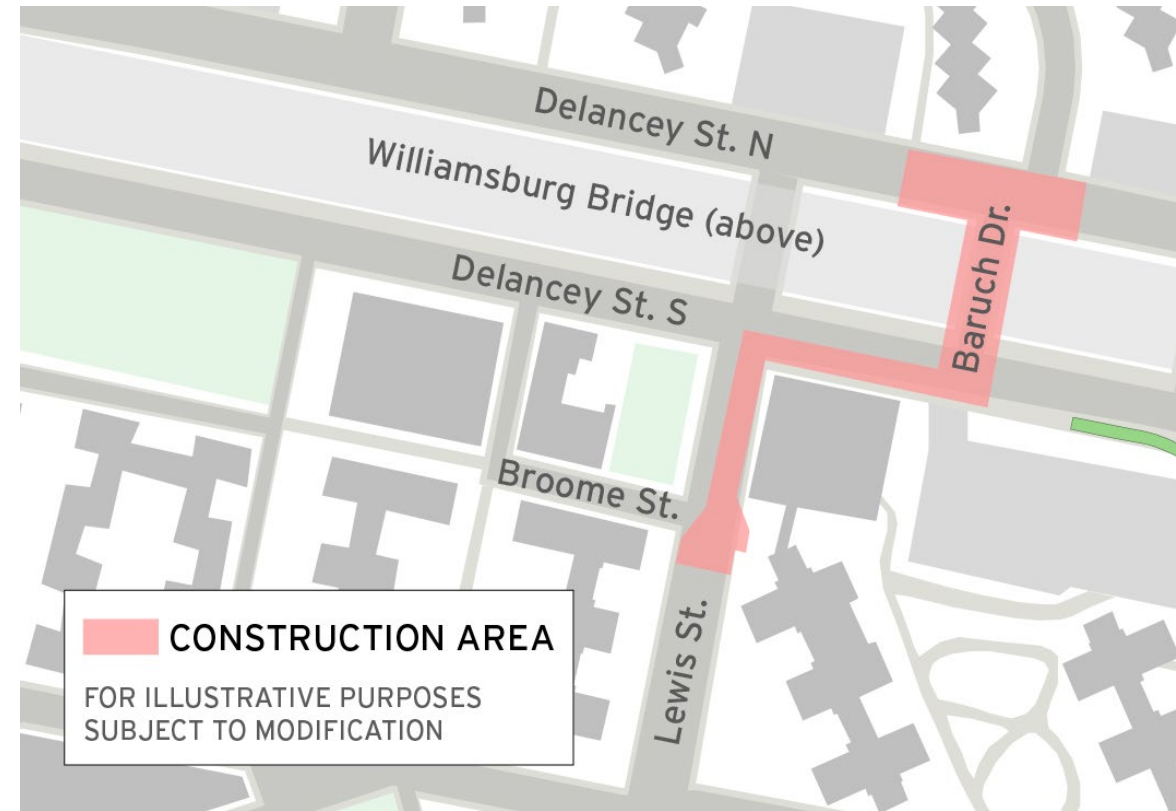 Delancey St. N
Williamsburg Bridge (above)
Delancey St. S
Baruch Dr.
Broome St.
Lewis St.
CONSTRUCTION AREA
FOR ILLUSTRATIVE PURPOSES
SUBJECT TO MODIFICATION